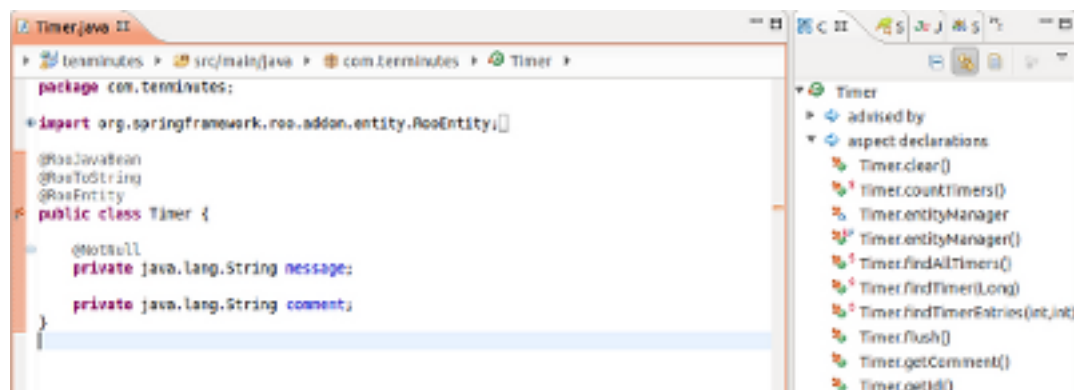 Timer.java
C S J S
tenminutes src/main/java com.tenminutes Timer
package com.tenminutes;
import org.springframework.roo.addon.entity.RooEntity;
@RooJavaBean
@RooToString
@RooEntity
public class Timer {
@NotNull
private java.lang.String message;
private java.lang.String comment;
}
Timer
advised by
aspect declarations
Timer.clear()
Timer.countTimers()
Timer.entityManager
Timer.entityManager()
Timer.findAllTimers()
Timer.findTimer(Long)
Timer.findTimerEntries(int,int)
Timer.flush()
Timer.getComment()
Timer.getId()